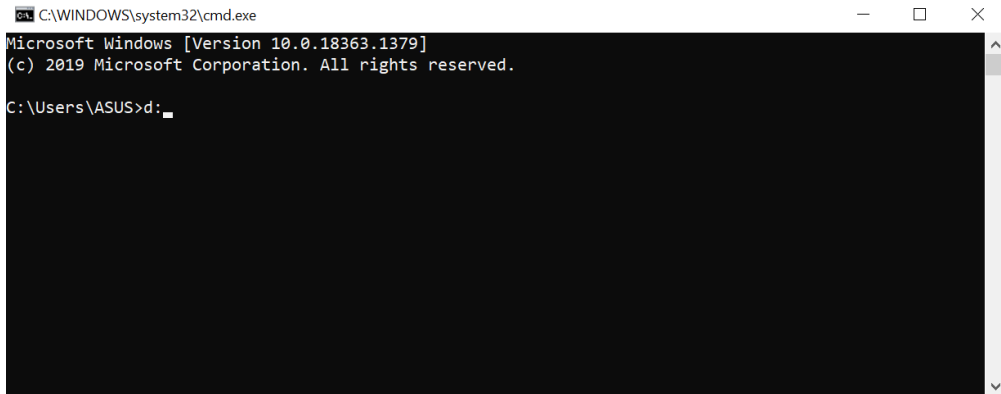 C:\WINDOWS\system32\cmd.exe
Microsoft Windows [Version 10.0.18363.1379]
(c) 2019 Microsoft Corporation. All rights reserved.
C:\Users\ASUS>d: